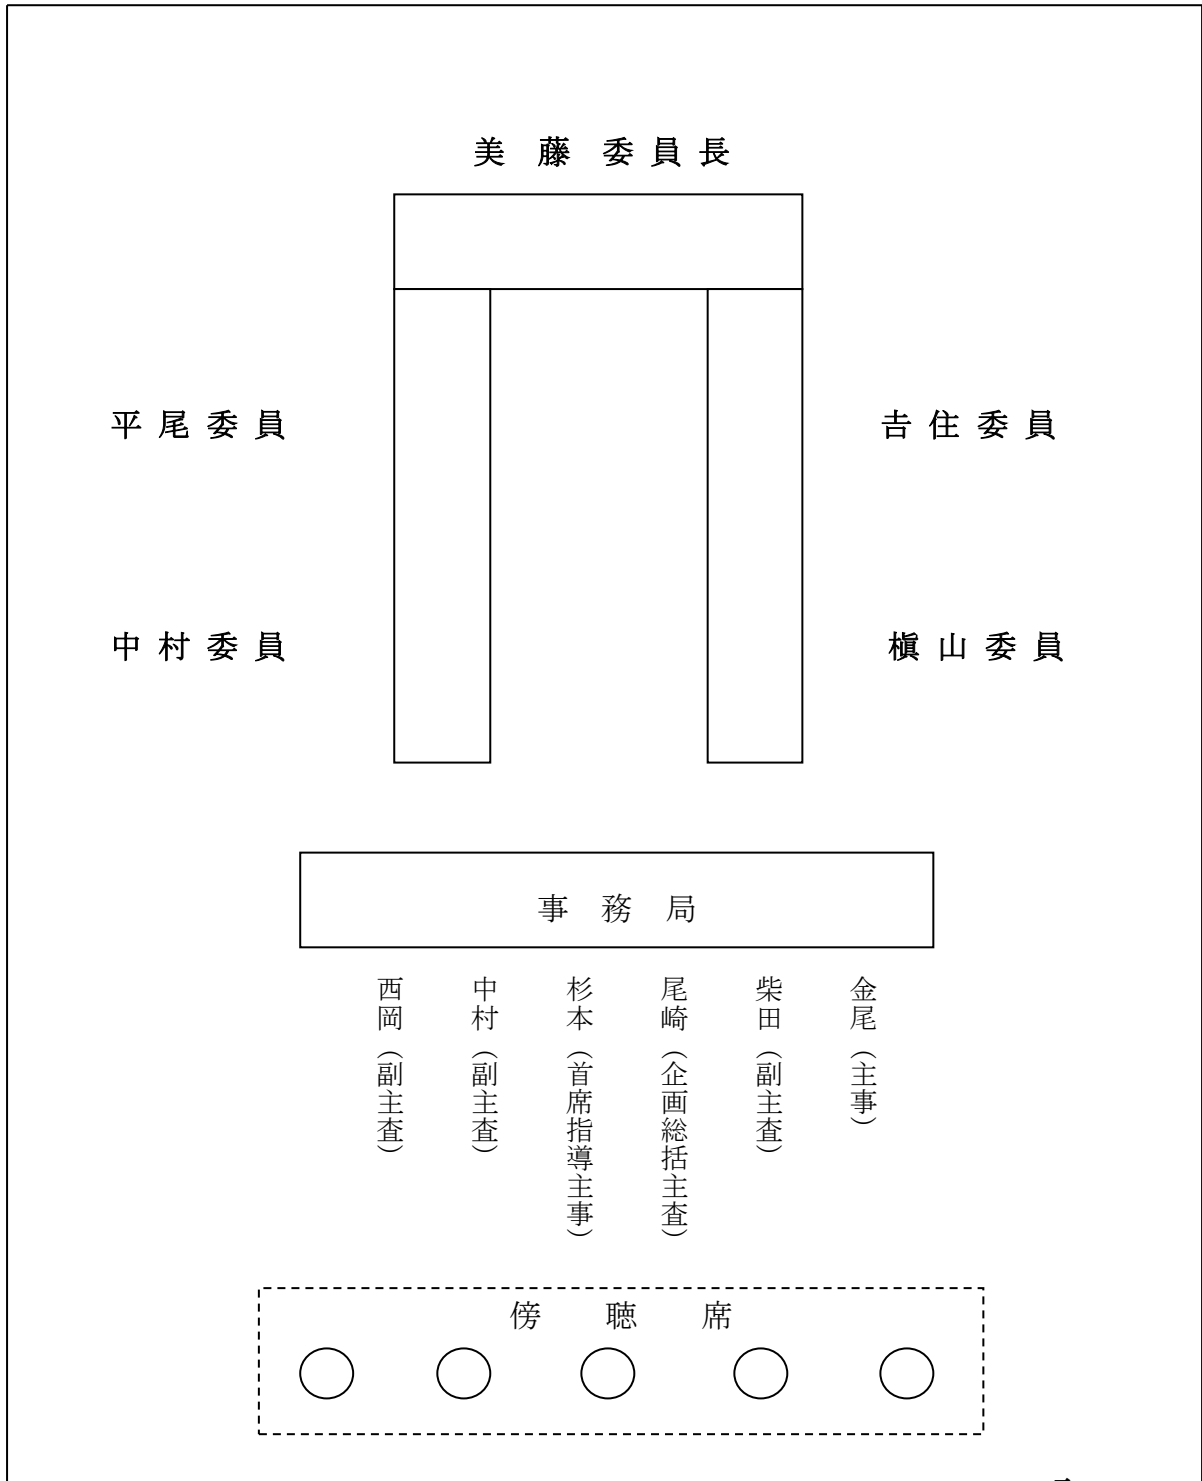 美藤委員長
平尾委員
𠮷住委員
中村委員
槇山委員
事務局
西岡（副主査）
中村（副主査）
杉本（首席指導主事）
尾崎（企画総括主査）
柴田（副主査）
金尾（主事）
傍聴席